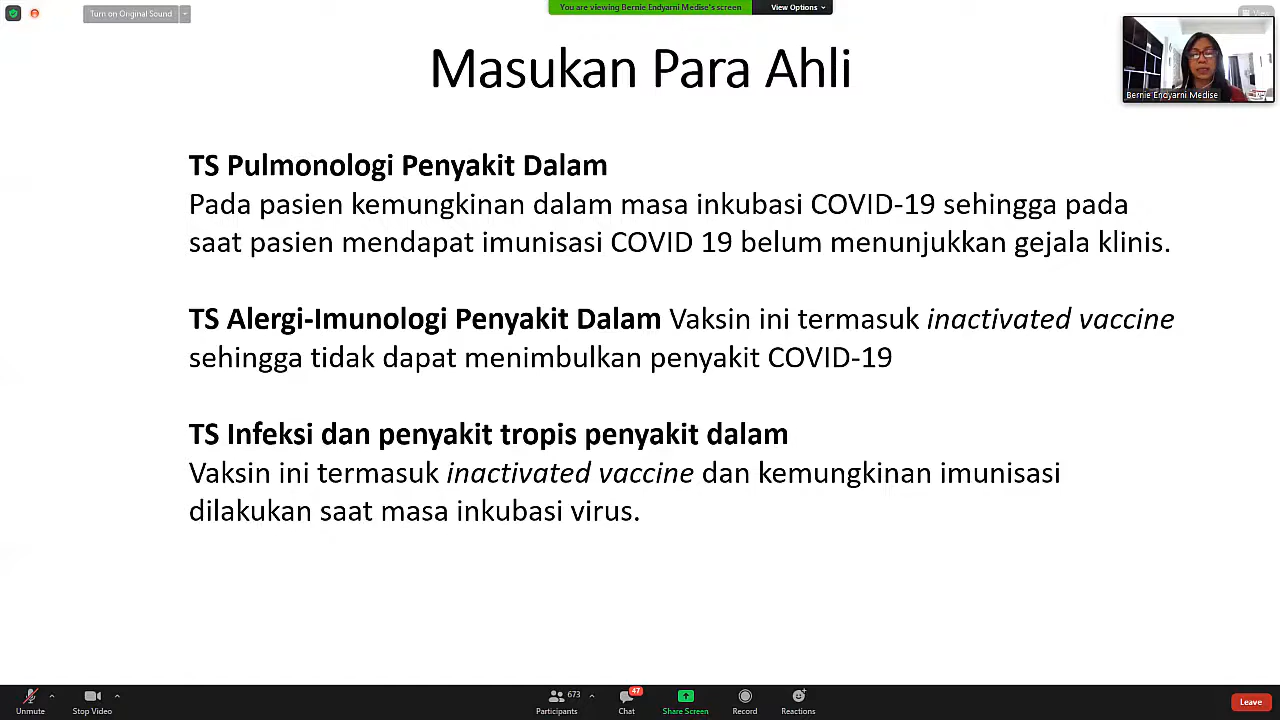 Turn on Original Sound
You are viewing Bernie Endyarni Medise's screen
View Options
View
Masukan Para Ahli
Bernie Endyarni Medise
TS Pulmonologi Penyakit Dalam
Pada pasien kemungkinan dalam masa inkubasi COVID-19 sehingga pada
saat pasien mendapat imunisasi COVID 19 belum menunjukkan gejala klinis.
TS Alergi-Imunologi Penyakit Dalam Vaksin ini termasuk inactivated vaccine
sehingga tidak dapat menimbulkan penyakit COVID-19
TS Infeksi dan penyakit tropis penyakit dalam
Vaksin ini termasuk inactivated vaccine dan kemungkinan imunisasi
dilakukan saat masa inkubasi virus.
673
47
Unmute
Stop Video
Participants
Chat
Share Screen
Record
Reactions
Leave